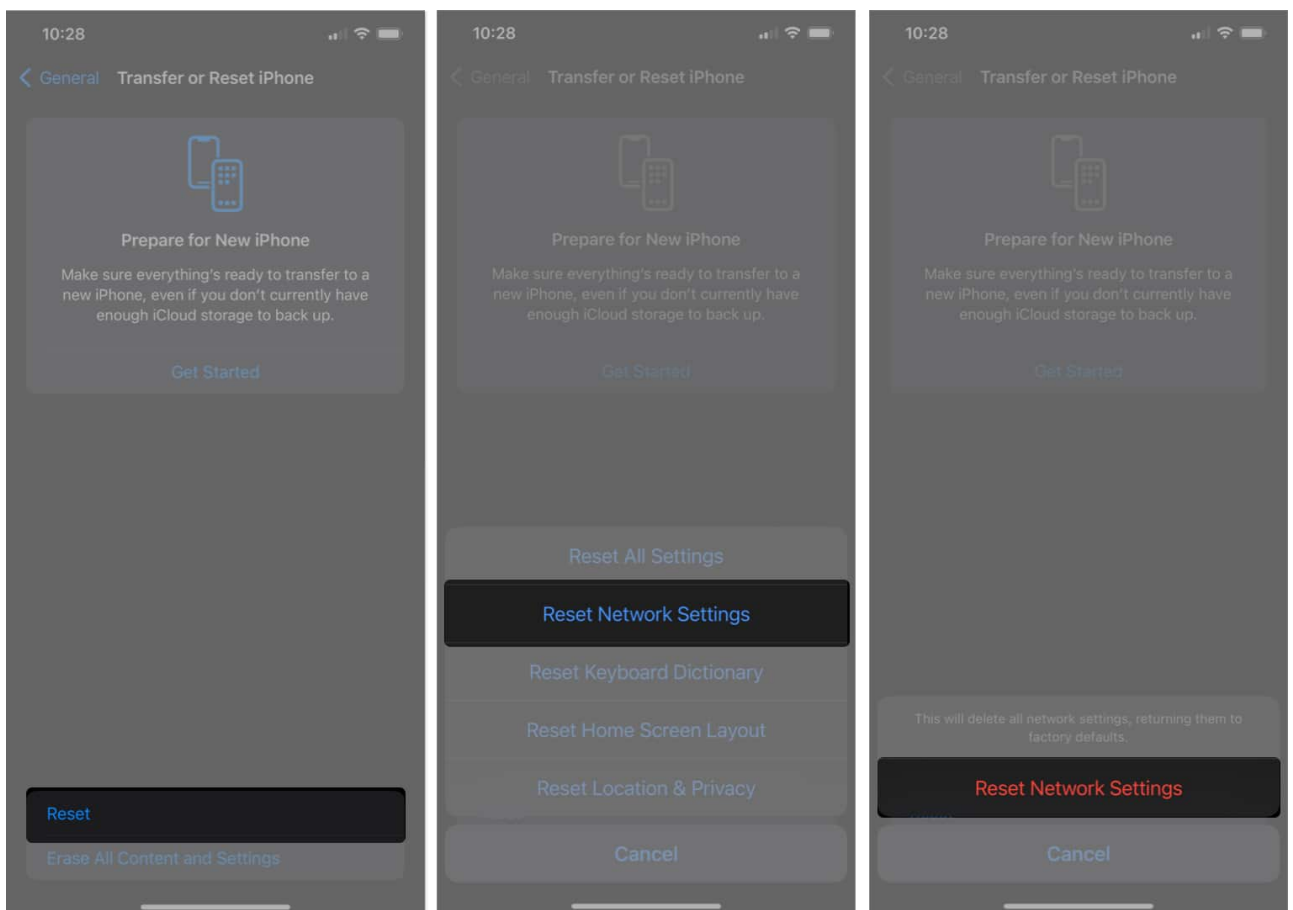 10:28
General Transfer or Reset iPhone
Prepare for New iPhone
Make sure everything's ready to transfer to a
new iPhone, even if you don't currently have
enough iCloud storage to back up.
Get Started
Reset
Erase All Content and Settings
10:28
General Transfer or Reset iPhone
Prepare for New iPhone
Make sure everything's ready to transfer to a
new iPhone, even if you don't currently have
enough iCloud storage to back up.
Get Started
Reset All Settings
Reset Network Settings
Reset Keyboard Dictionary
Reset Home Screen Layout
Reset Location & Privacy
Cancel
10:28
General Transfer or Reset iPhone
Prepare for New iPhone
Make sure everything's ready to transfer to a
new iPhone, even if you don't currently have
enough iCloud storage to back up.
Get Started
This will delete all network settings, returning them to
factory defaults.
Reset Network Settings
Cancel